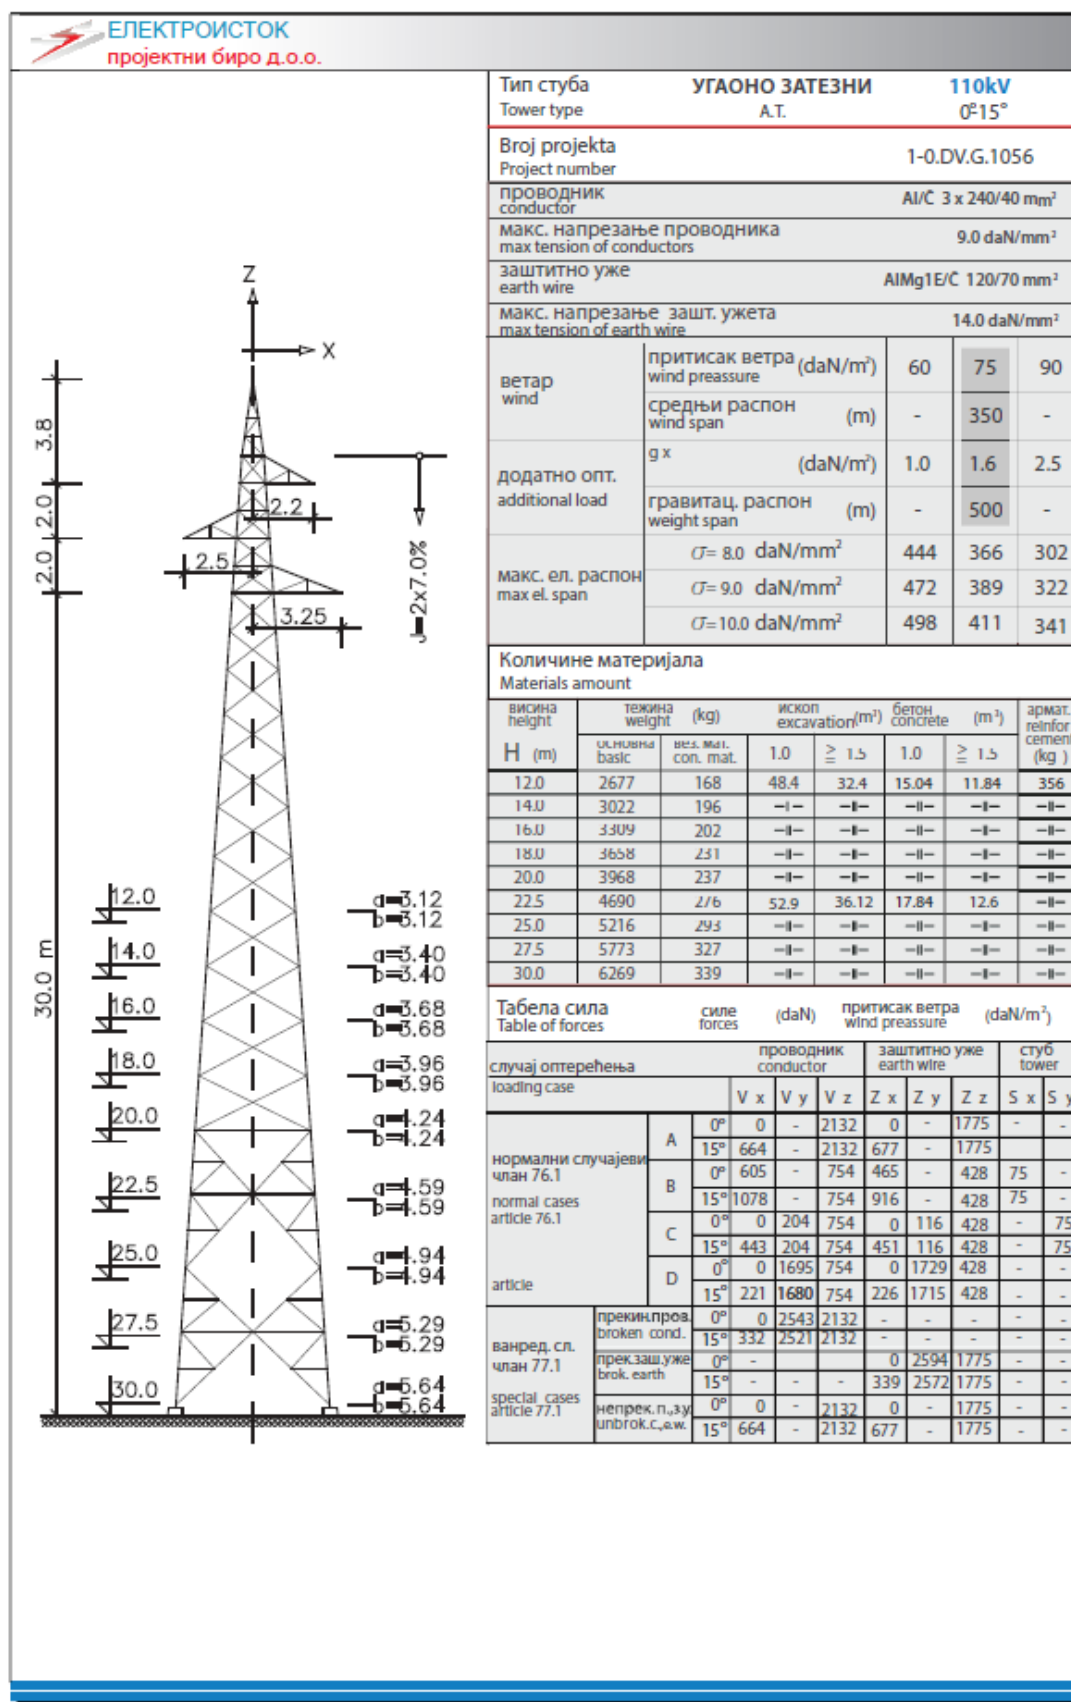 ЕЛЕКТРОИСТОК
пројектни биро д.о.о.
Тип стуба УГАОНО ЗАТЕЗНИ 110kV
Tower type А.Т. 0º-15°
Broj projekta
Project number 1-0.DV.G.1056
проводник
conductor Al/Č 3 x 240/40 mm²
макс. напрезање проводника
max tension of conductors 9.0 daN/mm²
заштитно уже
earth wire AlMg1E/Č 120/70 mm²
макс. напрезање зашт. ужета
max tension of earth wire 14.0 daN/mm²
ветар
wind
притисак ветра (daN/m²) 60 75 90
wind preassure
средњи распон (m) - 350 -
wind span
додатно опт.
additional load
g x (daN/m²) 1.0 1.6 2.5
гравитац. распон (m) - 500 -
weight span
макс. ел. распон
max el. span
σ= 8.0 daN/mm² 444 366 302
σ= 9.0 daN/mm² 472 389 322
σ=10.0 daN/mm² 498 411 341
Количине материјала
Materials amount
висина тежина (kg) ископ (m³) бетон (m³) армат.
height weight excavation concrete reinfor
cement
H (m) основна вез. мат. 1.0 ≧ 1.5 1.0 ≧ 1.5 (kg )
basic con. mat.
12.0 2677 168 48.4 32.4 15.04 11.84 356
14.0 3022 196 –||– –||– –||– –||– –||–
16.0 3309 202 –||– –||– –||– –||– –||–
18.0 3658 231 –||– –||– –||– –||– –||–
20.0 3968 237 –||– –||– –||– –||– –||–
22.5 4690 276 52.9 36.12 17.84 12.6 –||–
25.0 5216 293 –||– –||– –||– –||– –||–
27.5 5773 327 –||– –||– –||– –||– –||–
30.0 6269 339 –||– –||– –||– –||– –||–
Табела сила силе (daN) притисак ветра (daN/m²)
Table of forces forces wind preassure
случај оптерећења проводник заштитно уже стуб
loading case conductor earth wire tower
V x V y V z Z x Z y Z z S x S y
нормални случајеви
члан 76.1
normal cases
article 76.1
article
A 0° 0 - 2132 0 - 1775 - -
15° 664 - 2132 677 - 1775
B 0° 605 - 754 465 - 428 75 -
15° 1078 - 754 916 - 428 75 -
C 0° 0 204 754 0 116 428 - 75
15° 443 204 754 451 116 428 - 75
D 0° 0 1695 754 0 1729 428 - -
15° 221 1680 754 226 1715 428 - -
ванред. сл.
члан 77.1
special cases
article 77.1
прекин.пров. 0° 0 2543 2132 - - - - -
broken cond. 15° 332 2521 2132 - - - - -
прек.заш.уже 0° - 0 2594 1775 - -
brok. earth 15° - - - 339 2572 1775 - -
непрек.п.,з.у. 0° 0 - 2132 0 - 1775 - -
unbrok.c.,e.w. 15° 664 - 2132 677 - 1775 - -
Z
X
3.8
2.0
2.0
2.2
2.5
3.25
J=2x7.0%
30.0 m
12.0 a=3.12
b=3.12
14.0 a=3.40
b=3.40
16.0 a=3.68
b=3.68
18.0 a=3.96
b=3.96
20.0 a=4.24
b=4.24
22.5 a=4.59
b=4.59
25.0 a=4.94
b=4.94
27.5 a=5.29
b=5.29
30.0 a=5.64
b=5.64